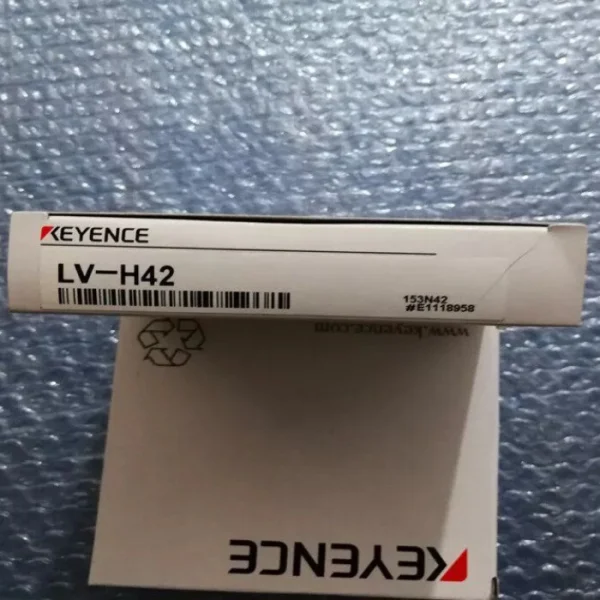 KEYENCE
LV-H42
153N42
#E1118958
www.keyence.com
KEYENCE